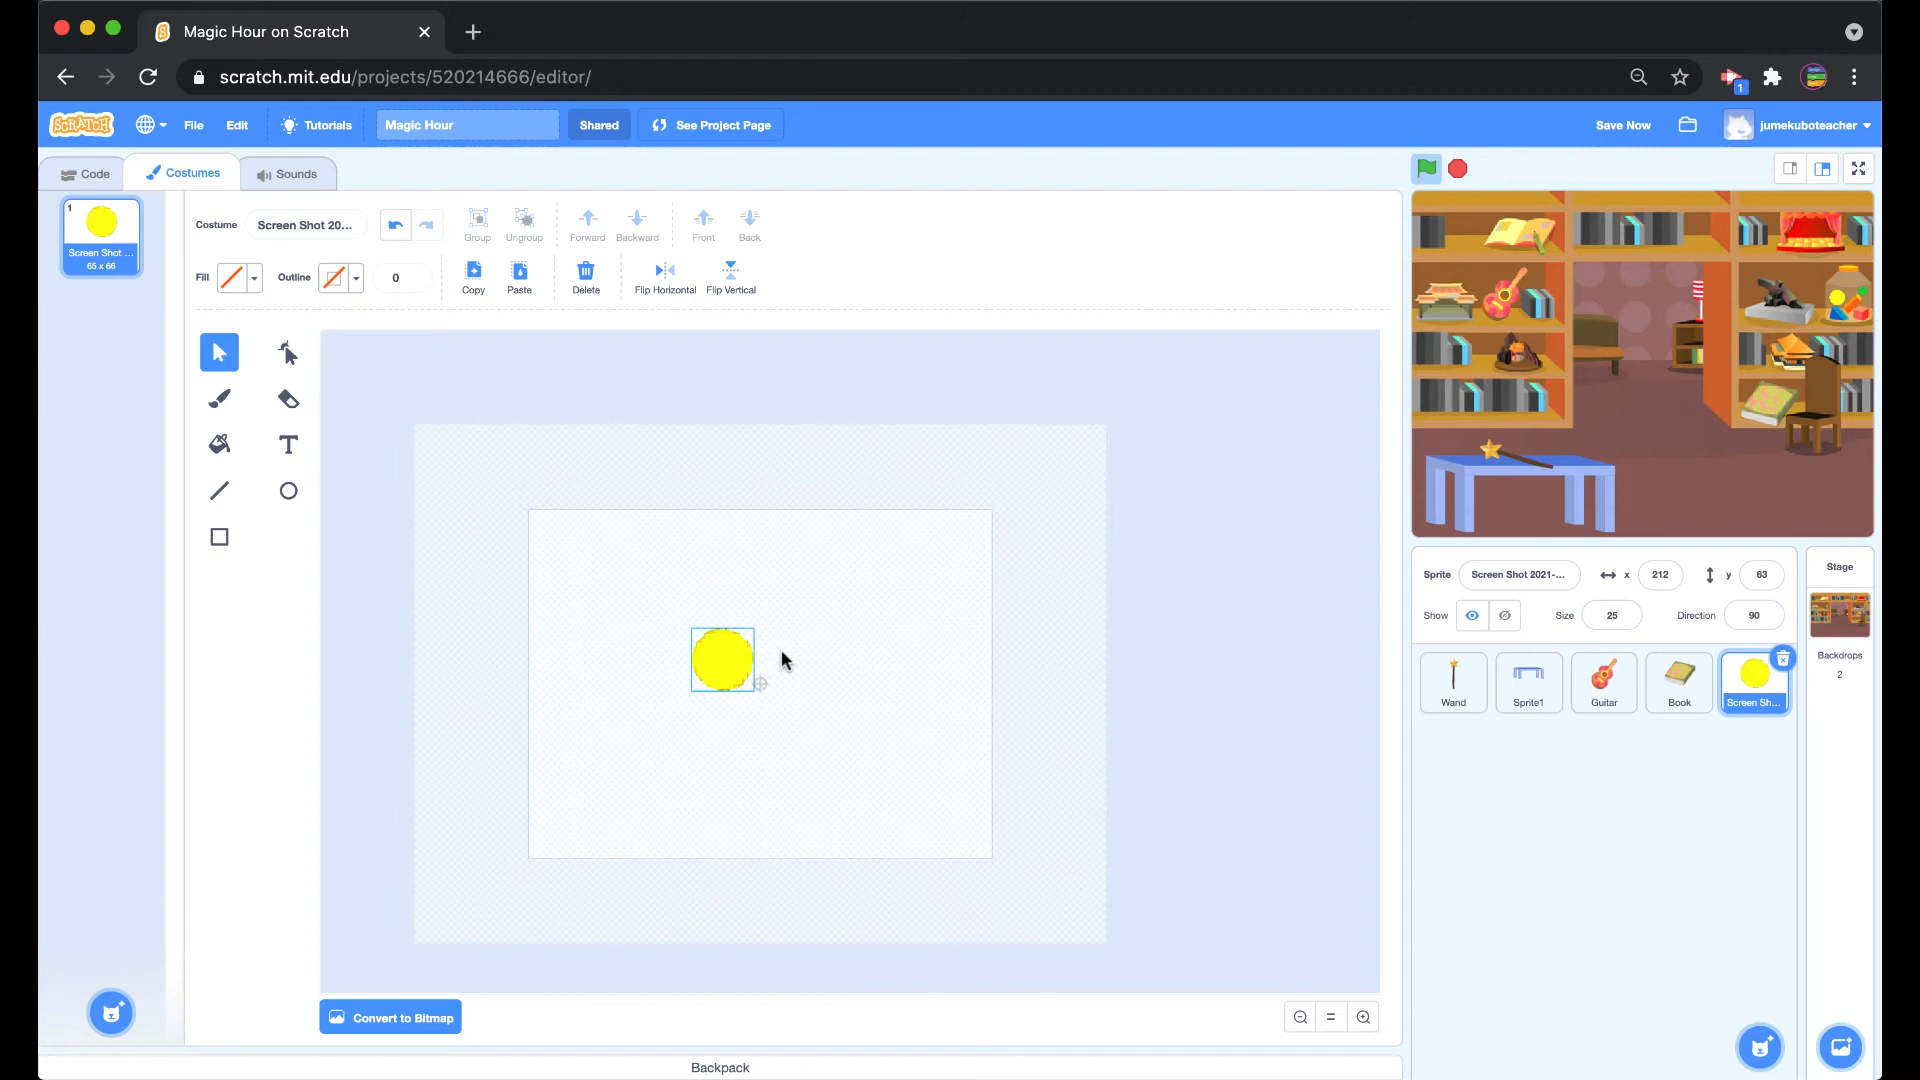 Magic Hour on Scratch
scratch.mit.edu/projects/520214666/editor/
1
SCRATCH File Edit Tutorials Magic Hour Shared See Project Page Save Now jumekuboteacher
Code Costumes Sounds
1
Screen Shot ...
65 x 66
Costume Screen Shot 20... Group Ungroup Forward Backward Front Back
Fill Outline 0 Copy Paste Delete Flip Horizontal Flip Vertical
T
Convert to Bitmap
Backpack
Sprite Screen Shot 2021-... x 212 y 63
Show Size 25 Direction 90
Wand Sprite1 Guitar Book Screen Sh...
Stage
Backdrops
2